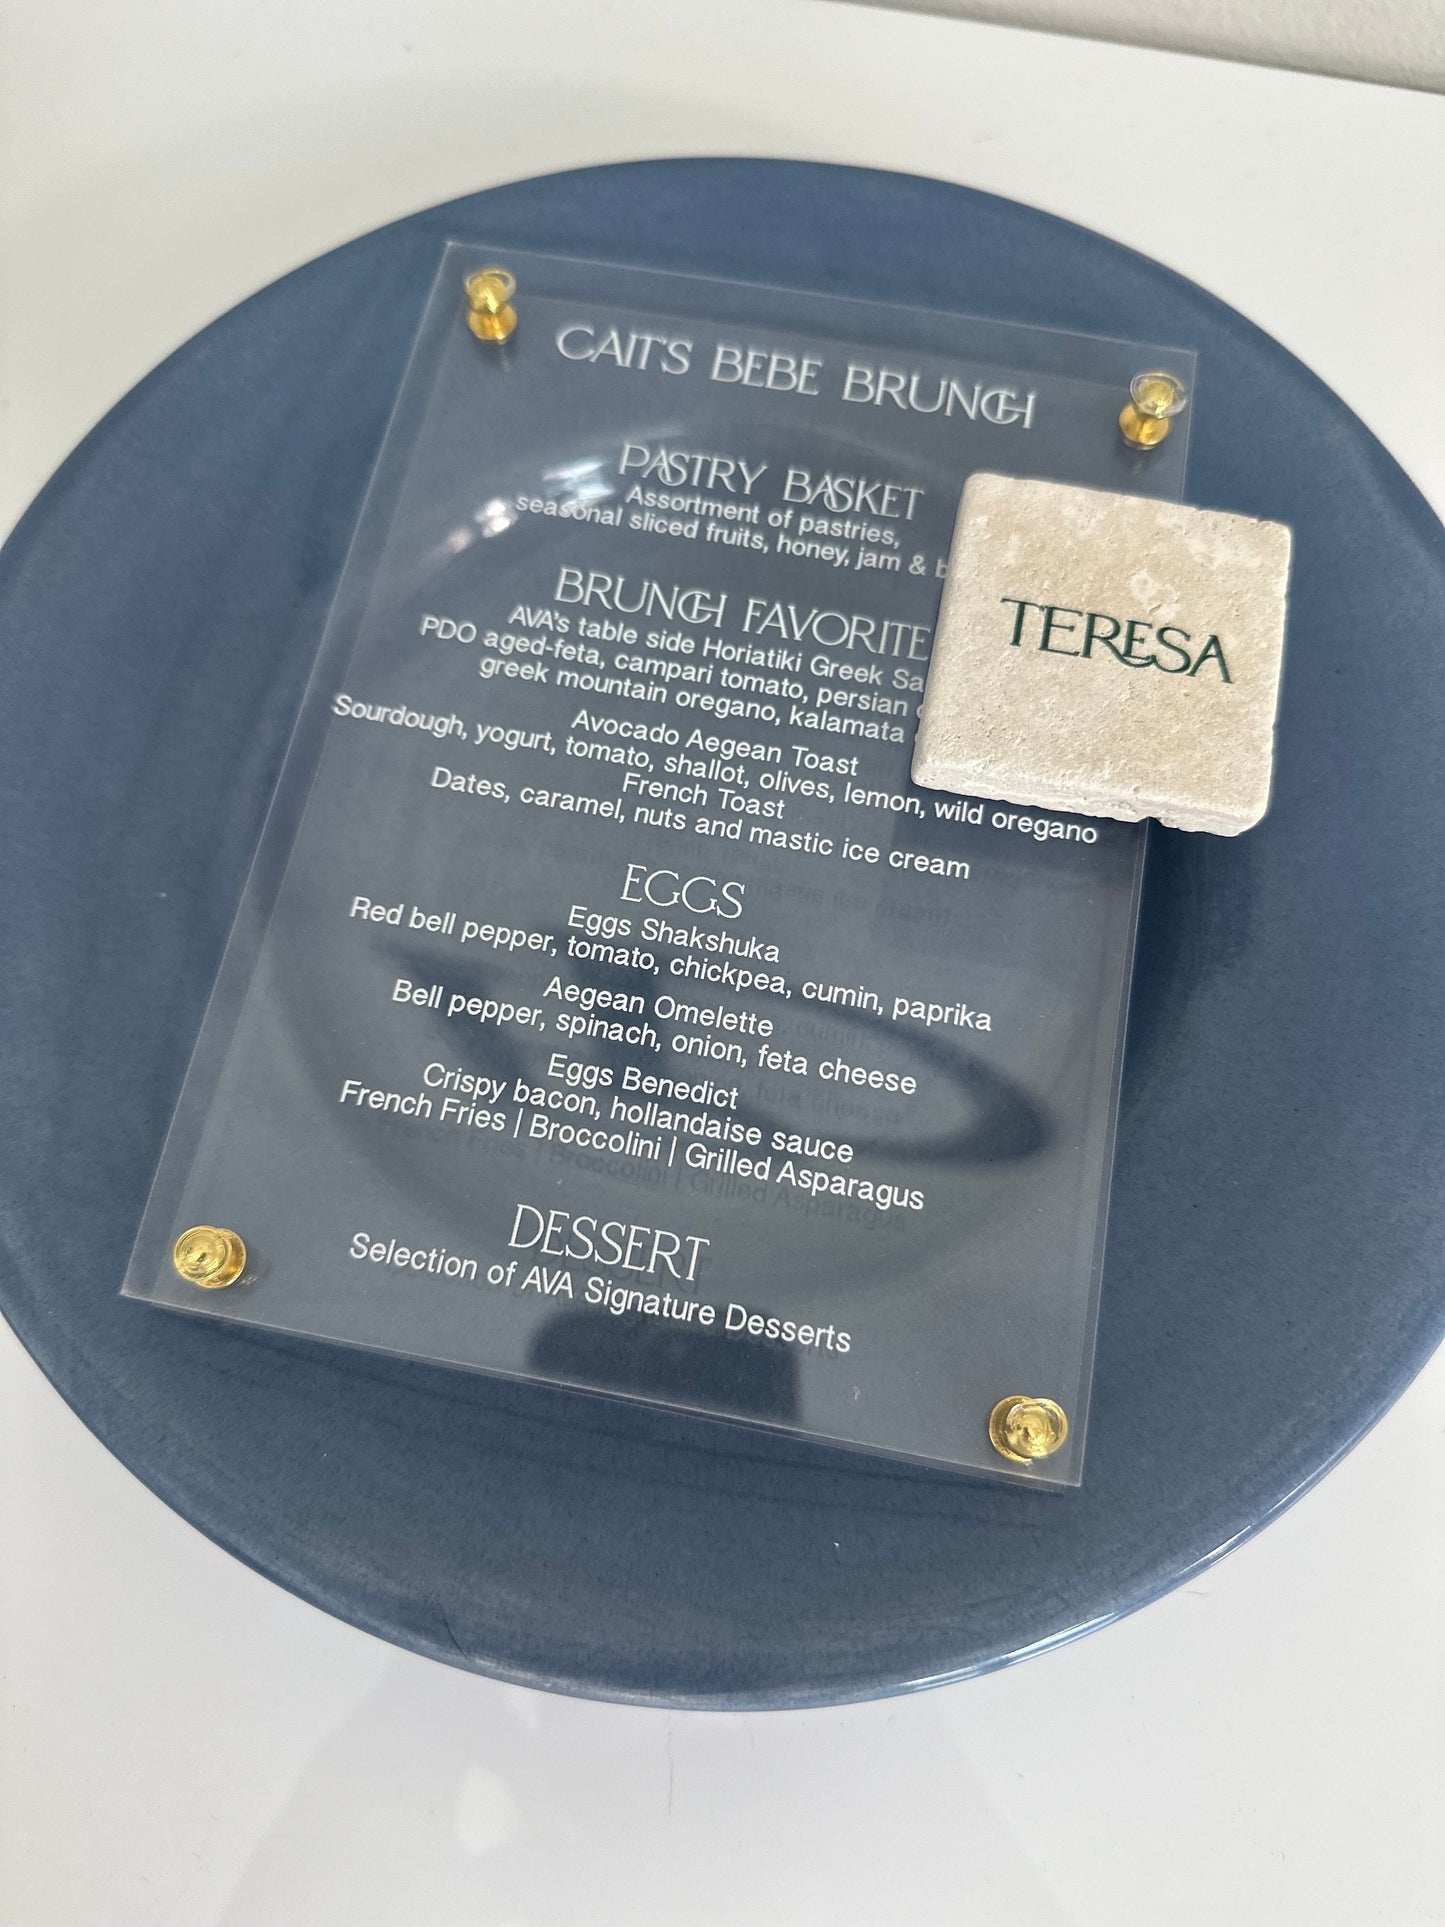 CAIT'S BEBE BRUNCH
PASTRY BASKET
Assortment of pastries,
seasonal sliced fruits, honey, jam &
BRUNCH FAVORITE
AVA's table side Horiatiki Greek
PDO aged-feta, campari tomato, persian
greek mountain oregano, kalamata
Avocado Aegean Toast
Sourdough, yogurt, tomato, shallot, olives, lemon, wild oregano
French Toast
Dates, caramel, nuts and mastic ice cream
EGGS
Eggs Shakshuka
Red bell pepper, tomato, chickpea, cumin, paprika
Aegean Omelette
Bell pepper, spinach, onion, feta cheese
Eggs Benedict
Crispy bacon, hollandaise sauce
French Fries | Broccolini | Grilled Asparagus
DESSERT
Selection of AVA Signature Desserts
TERESA